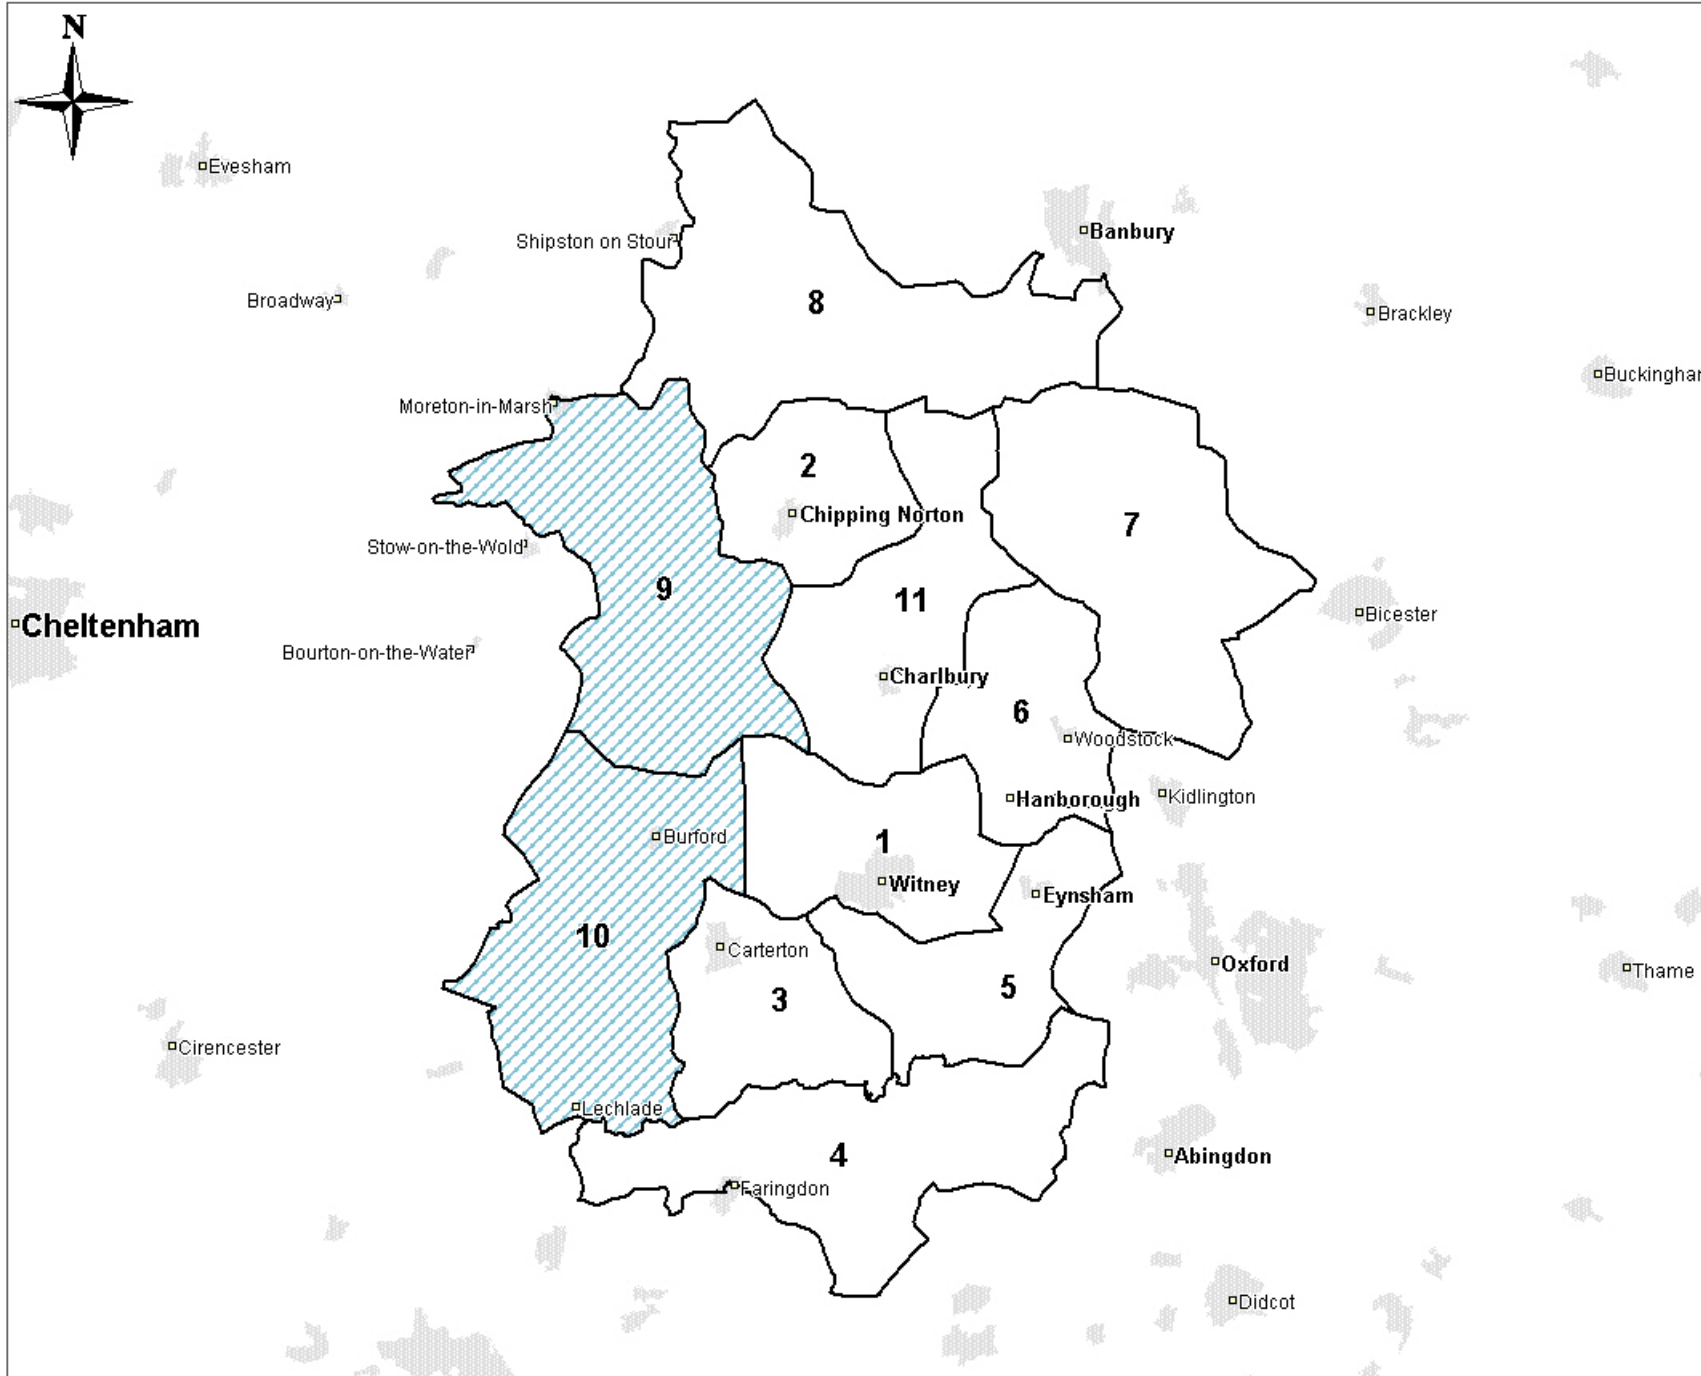 N
Evesham
Banbury
Shipston on Stour
Broadway
8
Brackley
Buckinghar
Moreton-in-Marsh
2
Chipping Norton
7
Stow-on-the-Wold
9
11
Bicester
Cheltenham
Bourton-on-the-Water
Charlbury
6
Woodstock
Hanborough
Kidlington
Burford
1
Witney
Eynsham
10
Carterton
Oxford
Thame
5
3
Cirencester
Lechlade
4
Abingdon
Faringdon
Didcot